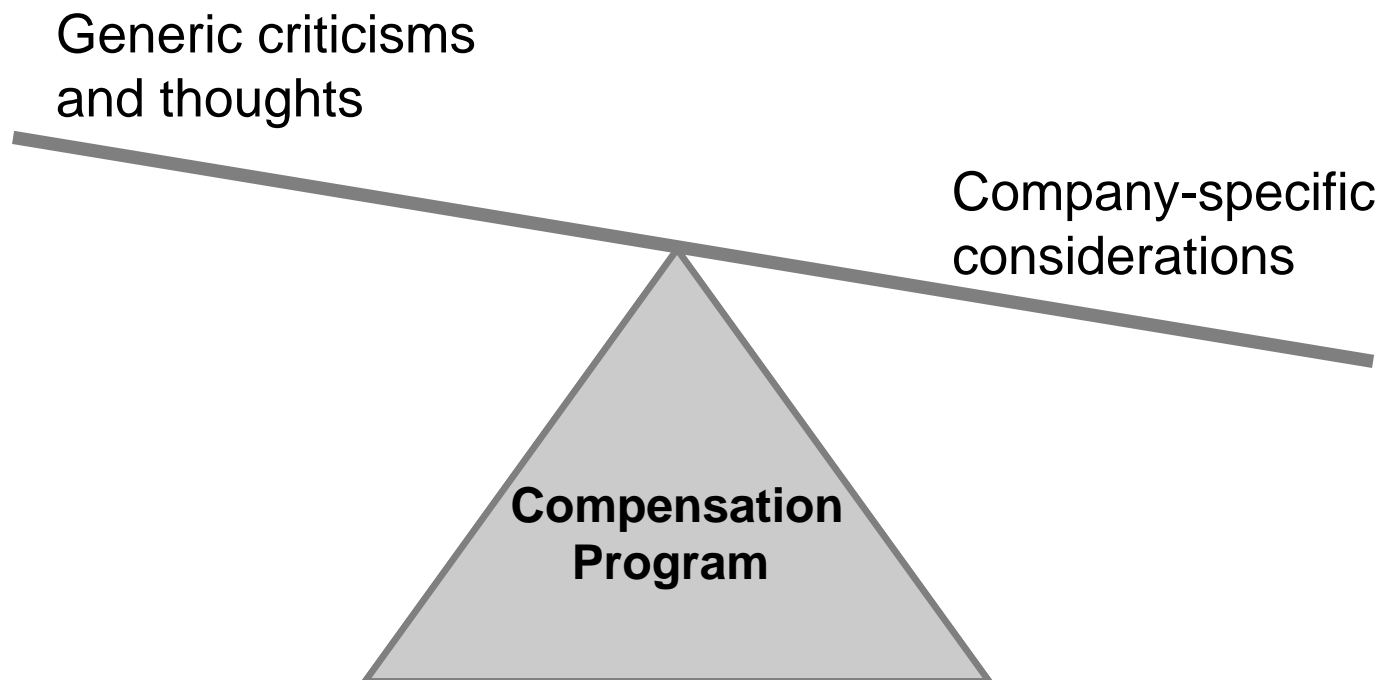 Generic criticisms
and thoughts
Company-specific
considerations
Compensation
Program